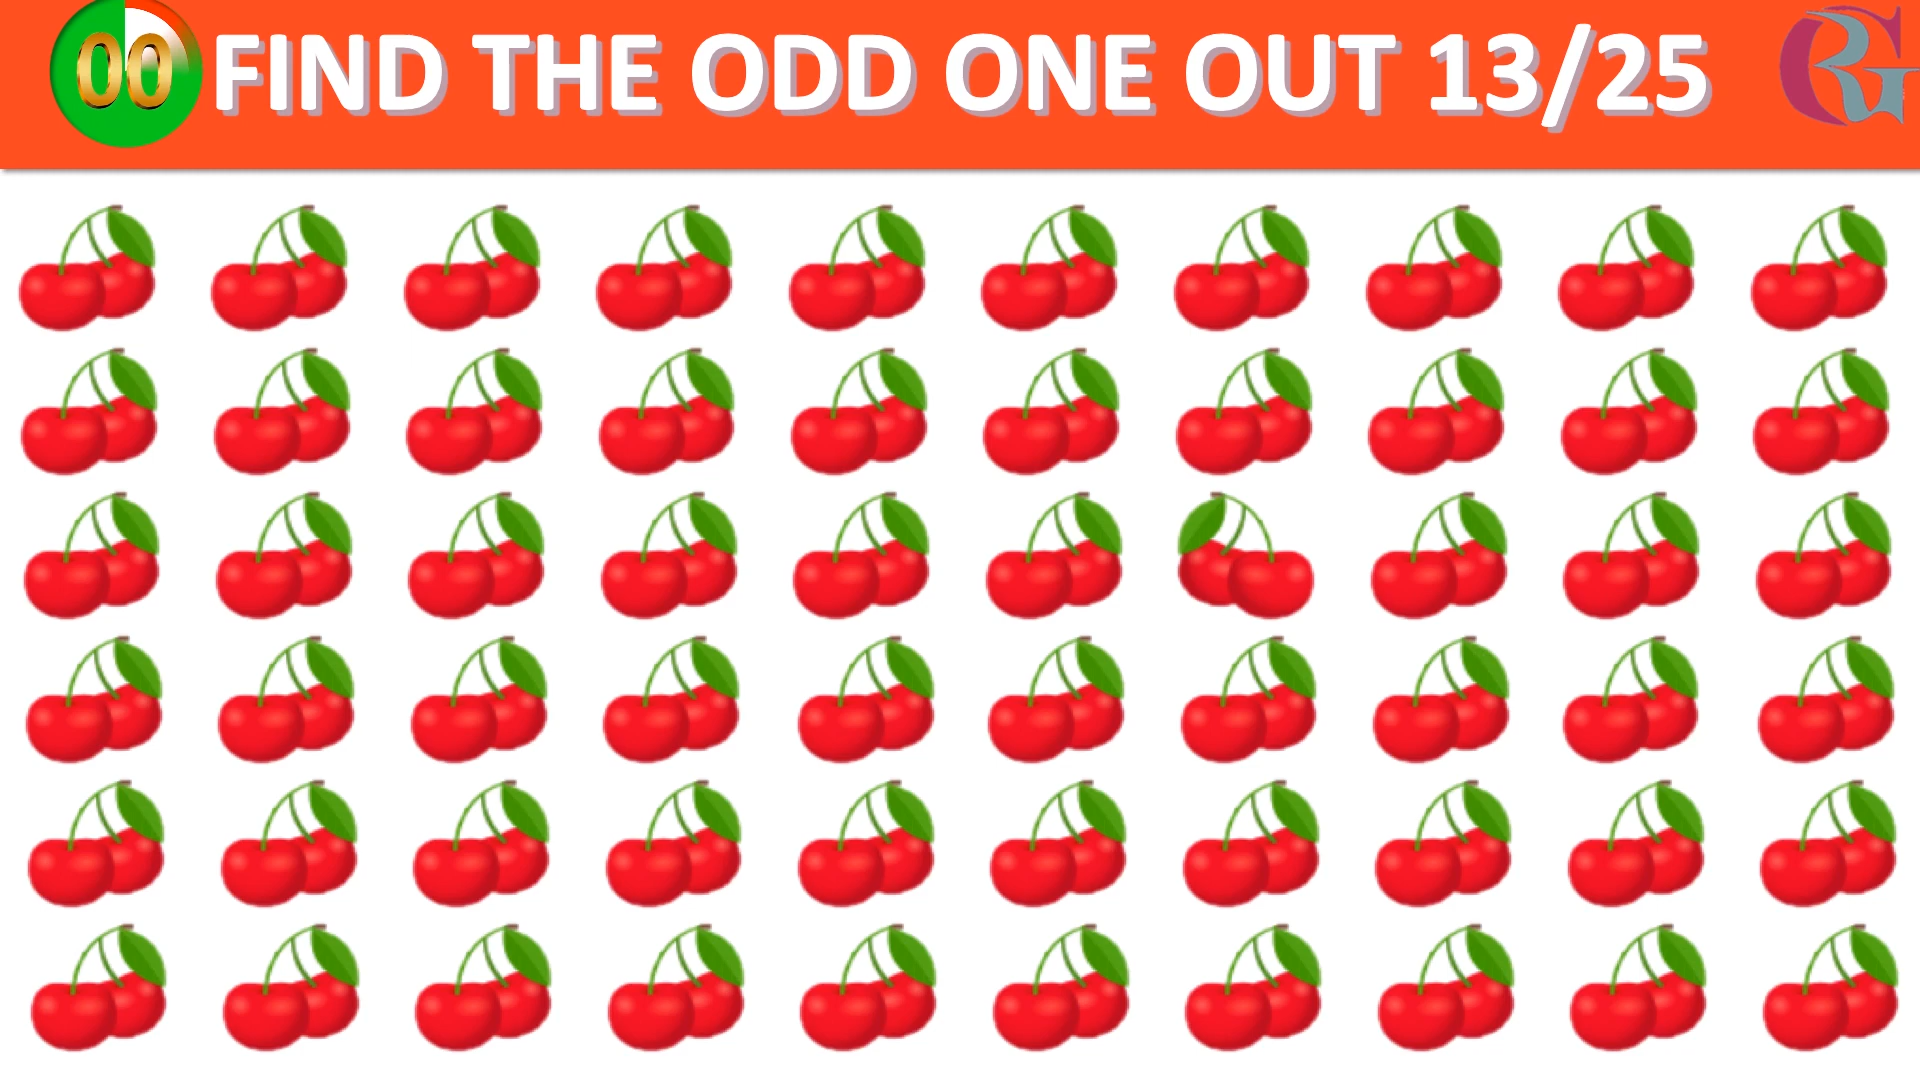 00 FIND THE ODD ONE OUT 13/25